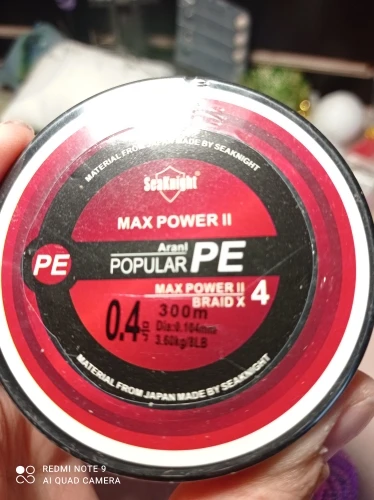 MATERIAL FROM JAPAN MADE BY SEAKNIGHT
SeaKnight
MAX POWER II
Arani
POPULAR PE
PE
MAX POWER II
BRAID X 4
0.4
300m
Dia:0.104mm
3.60kg/8LB
MATERIAL FROM JAPAN MADE BY SEAKNIGHT
REDMI NOTE 9
AI QUAD CAMERA